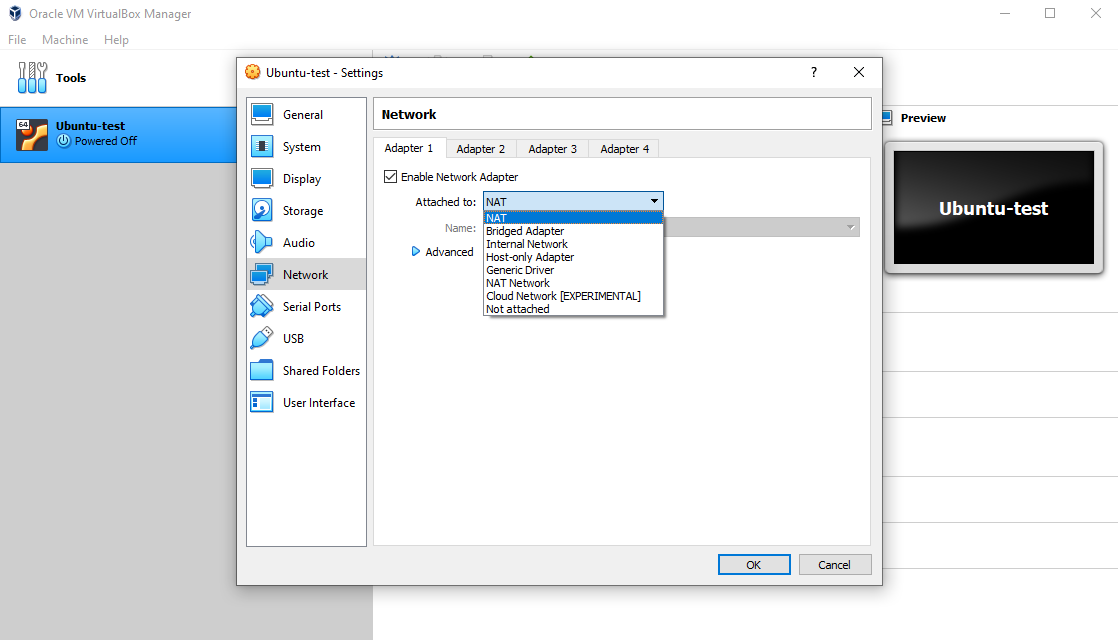 Oracle VM VirtualBox Manager
File Machine Help
Tools
64
Ubuntu-test
Powered Off
Ubuntu-test - Settings
?
General
System
Display
Storage
Audio
Network
Serial Ports
USB
Shared Folders
User Interface
Network
Adapter 1 Adapter 2 Adapter 3 Adapter 4
Enable Network Adapter
Attached to: NAT
NAT
Bridged Adapter
Internal Network
Host-only Adapter
Generic Driver
NAT Network
Cloud Network [EXPERIMENTAL]
Not attached
Name:
Advanced
OK Cancel
Preview
Ubuntu-test